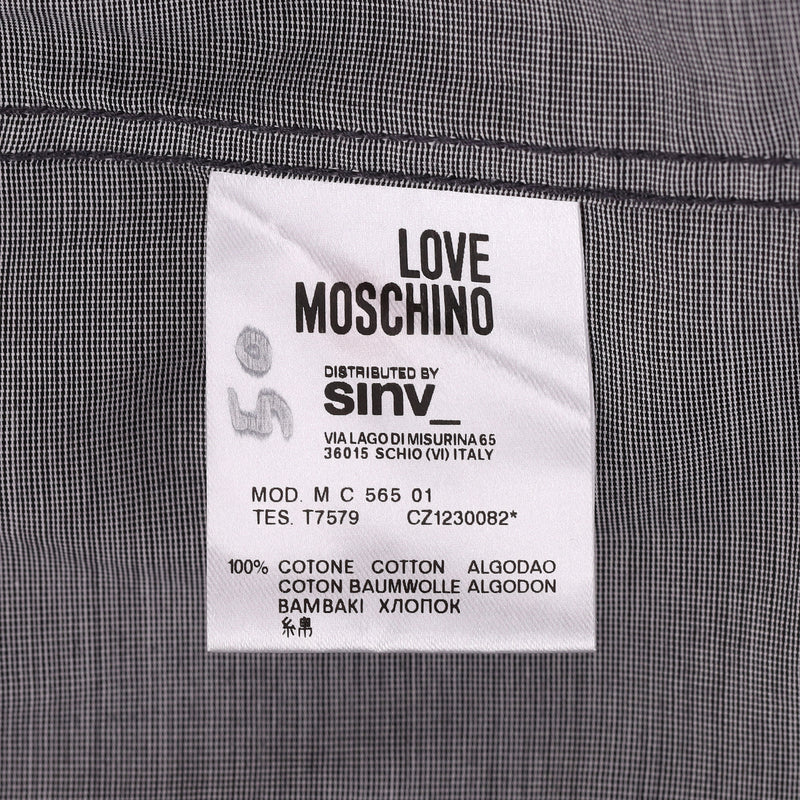 LOVE
MOSCHINO
50
DISTRIBUTED BY
sinv_
VIA LAGO DI MISURINA 65
36015 SCHIO (VI) ITALY
MOD. M C 565 01
TES. T7579 CZ1230082*
100% COTONE COTTON ALGODAO
COTON BAUMWOLLE ALGODON
BAMBAKI ХЛОПОК